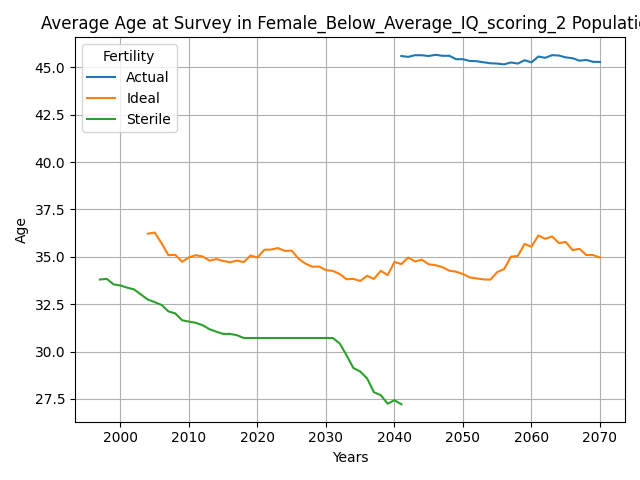 Average Age at Survey in Female_Below_Average_IQ_scoring_2 Populatio
Fertility
Actual
Ideal
Sterile
Age
45.0
42.5
40.0
37.5
35.0
32.5
30.0
27.5
2000 2010 2020 2030 2040 2050 2060 2070
Years